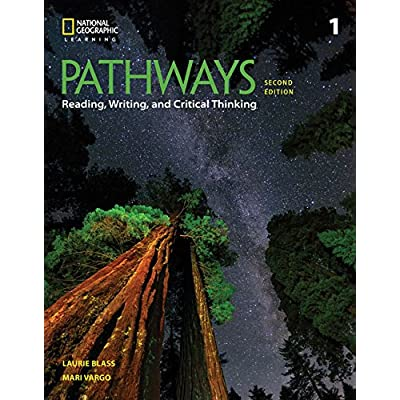 NATIONAL
GEOGRAPHIC
LEARNING
1
PATHWAYS
SECOND
EDITION
Reading, Writing, and Critical Thinking
LAURIE BLASS
MARI VARGO